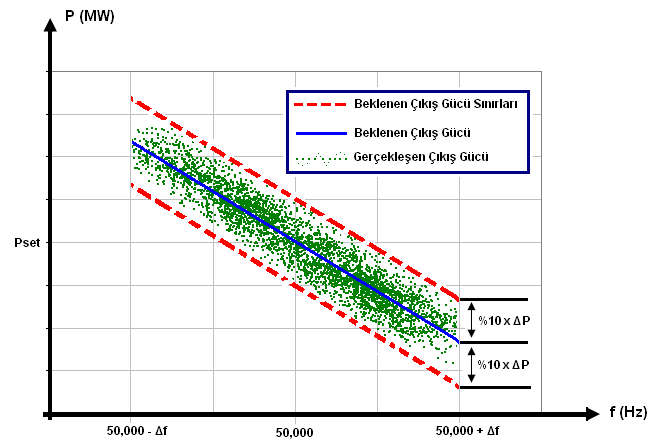 P (MW)
Beklenen Çıkış Gücü Sınırları
Beklenen Çıkış Gücü
Gerçekleşen Çıkış Gücü
Pset
%10 x ΔP
%10 x ΔP
f (Hz)
50,000 - Δf
50,000
50,000 + Δf